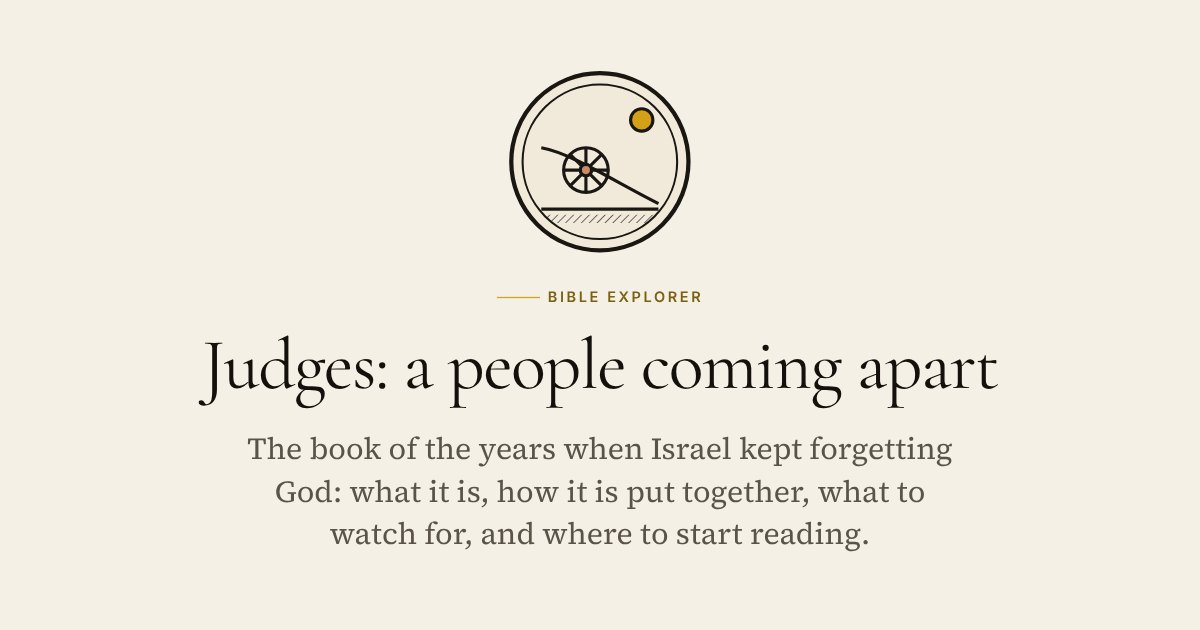 BIBLE EXPLORER
Judges: a people coming apart
The book of the years when Israel kept forgetting
God: what it is, how it is put together, what to
watch for, and where to start reading.